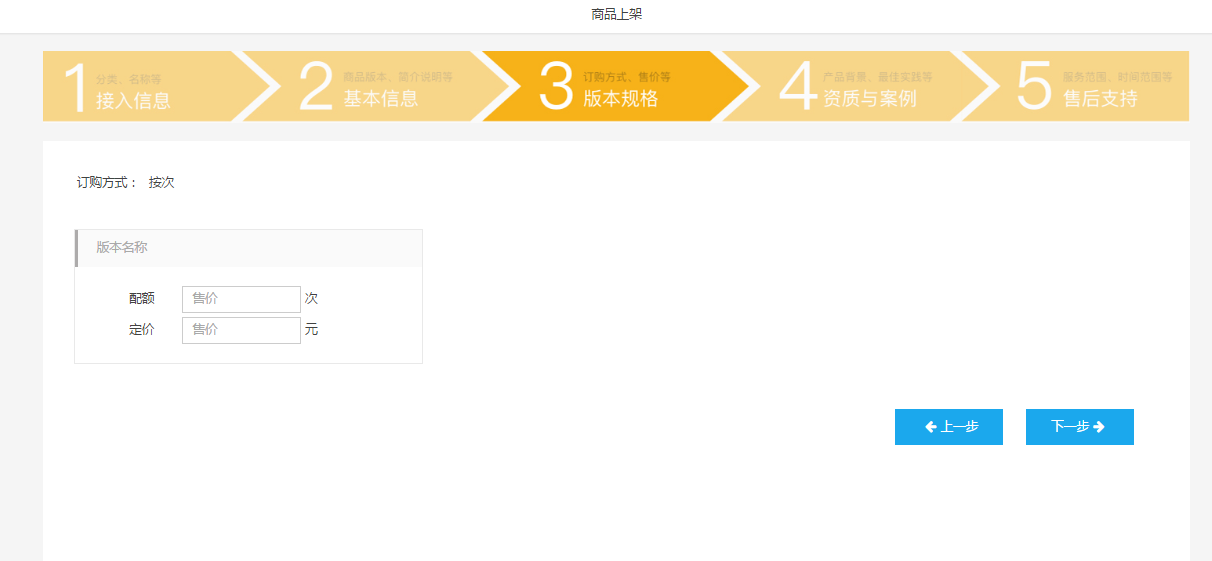 商品上架
1 分类、名称等
接入信息
2 商品版本、简介说明等
基本信息
3 订购方式、售价等
版本规格
4 产品背景、最佳实践等
资质与案例
5 服务范围、时间范围等
售后支持
订购方式： 按次
版本名称
配额 售价 次
定价 售价 元
上一步 下一步